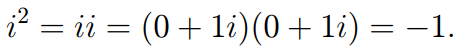 i² = ii = (0 + 1i)(0 + 1i) = −1.